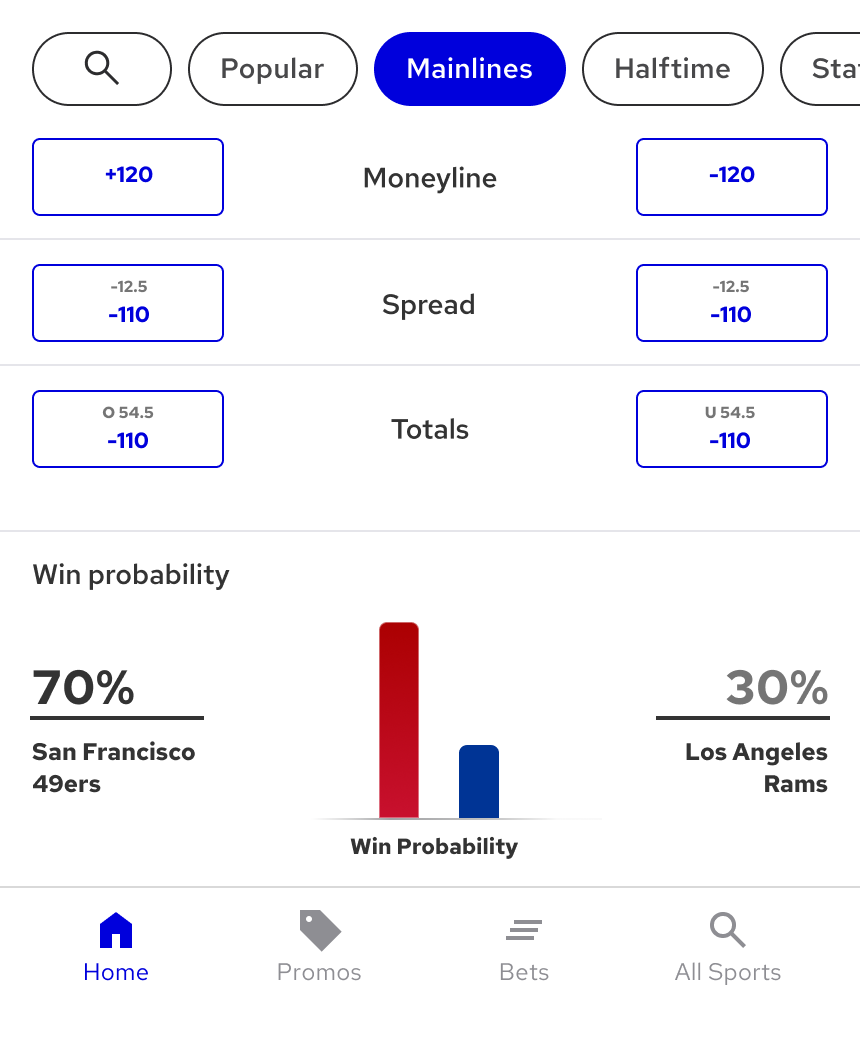 Popular Mainlines Halftime
+120 Moneyline -120
-12.5 -12.5
-110 Spread -110
O 54.5 U 54.5
-110 Totals -110
Win probability
70% 30%
San Francisco Los Angeles
49ers Rams
Win Probability
Home Promos Bets All Sports